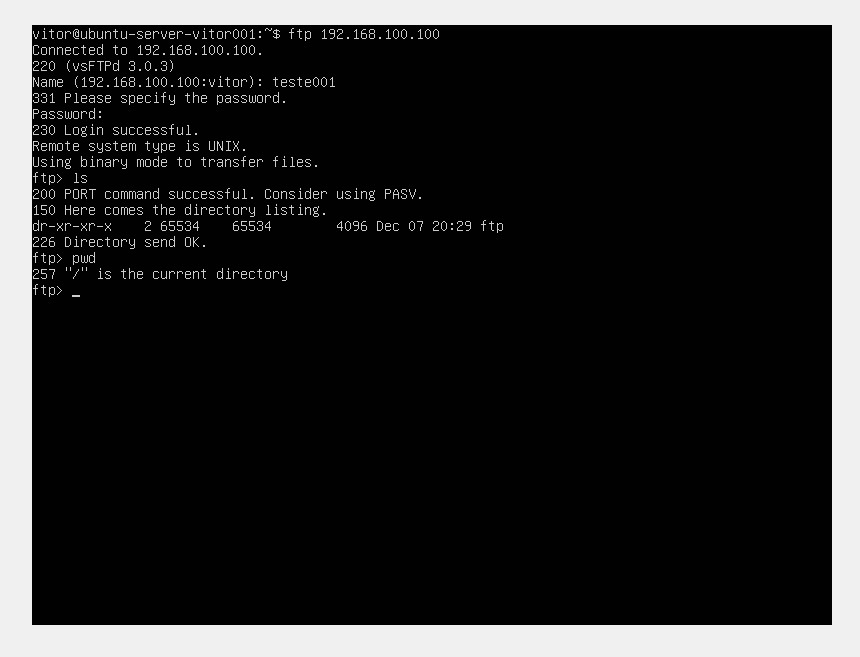 vitor@ubuntu-server-vitor001:~$ ftp 192.168.100.100
Connected to 192.168.100.100.
220 (vsFTPd 3.0.3)
Name (192.168.100.100:vitor): teste001
331 Please specify the password.
Password:
230 Login successful.
Remote system type is UNIX.
Using binary mode to transfer files.
ftp> ls
200 PORT command successful. Consider using PASV.
150 Here comes the directory listing.
dr-xr-xr-x    2 65534    65534        4096 Dec 07 20:29 ftp
226 Directory send OK.
ftp> pwd
257 "/" is the current directory
ftp> _